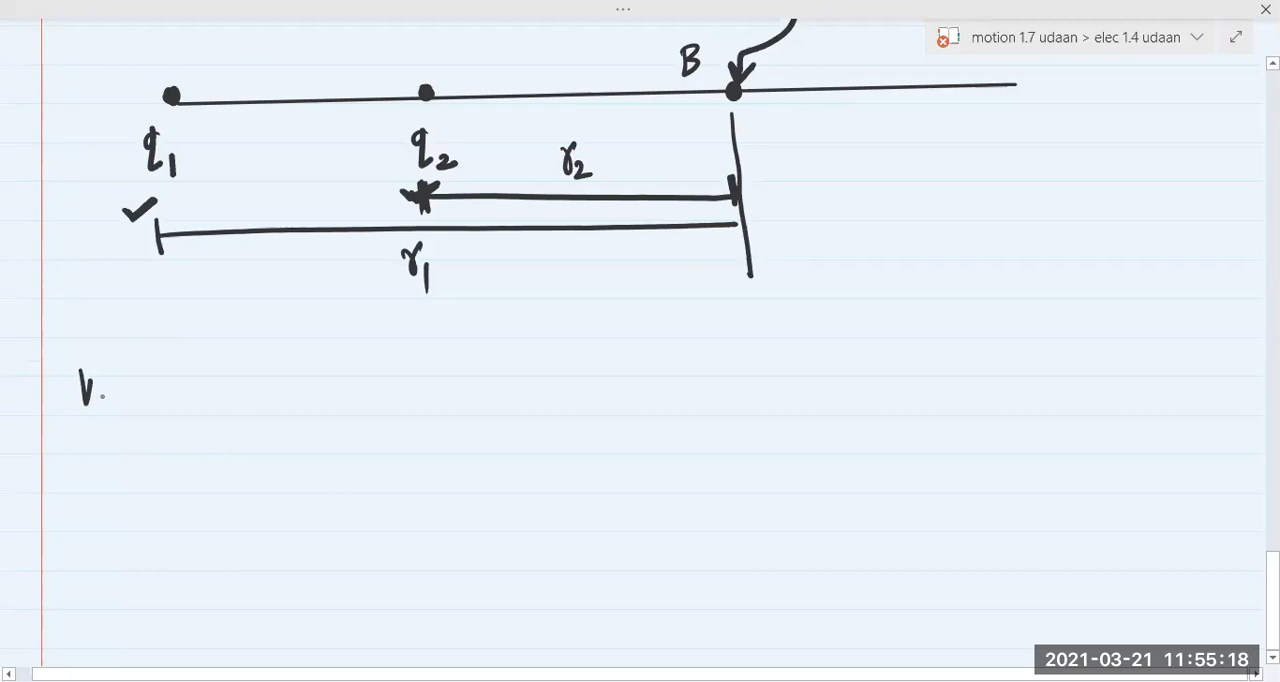 ...
motion 1.7 udaan > elec 1.4 udaan
B
q1 q2 r2
r1
V
2021-03-21 11:55:18